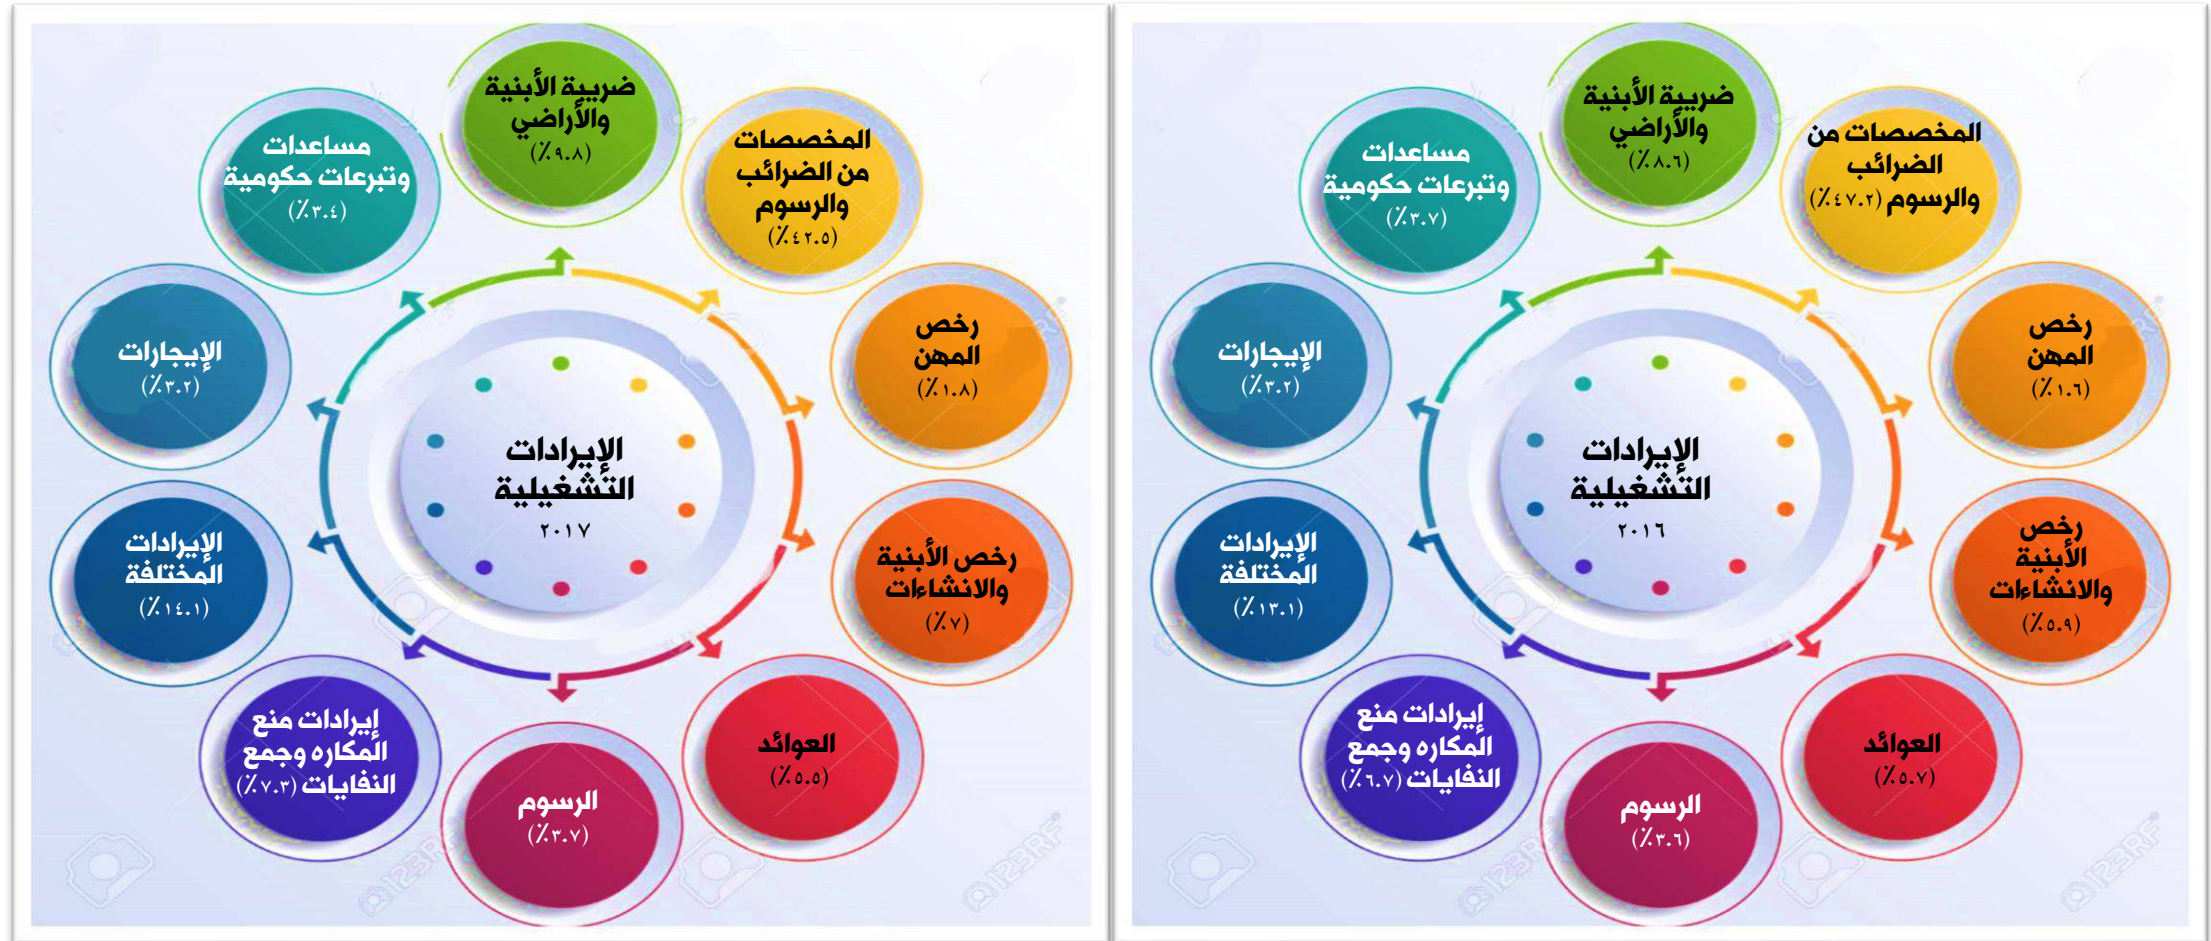 ضريبة الأبنية
والأراضي
(٨.٦٪)
المخصصات من
الضرائب
والرسوم (٤٧.٢٪)
رخص
المهن
(١.٦٪)
رخص
الأبنية
والانشاءات
(٥.٩٪)
العوائد
(٥.٧٪)
الرسوم
(٣.٦٪)
إيرادات منع
المكاره وجمع
النفايات (٦.٧٪)
الإيرادات
المختلفة
(١٣.١٪)
الإيجارات
(٣.٢٪)
مساعدات
وتبرعات حكومية
(٣.٧٪)
الإيرادات
التشغيلية
٢٠١٦
ضريبة الأبنية
والأراضي
(٩.٨٪)
المخصصات
من الضرائب
والرسوم
(٤٢.٥٪)
رخص
المهن
(١.٨٪)
رخص الأبنية
والانشاءات
(٧٪)
العوائد
(٥.٥٪)
الرسوم
(٣.٧٪)
إيرادات منع
المكاره وجمع
النفايات (٧.٣٪)
الإيرادات
المختلفة
(١٤.١٪)
الإيجارات
(٣.٢٪)
مساعدات
وتبرعات حكومية
(٣.٤٪)
الإيرادات
التشغيلية
٢٠١٧
123RF
123RF
123RF
123RF